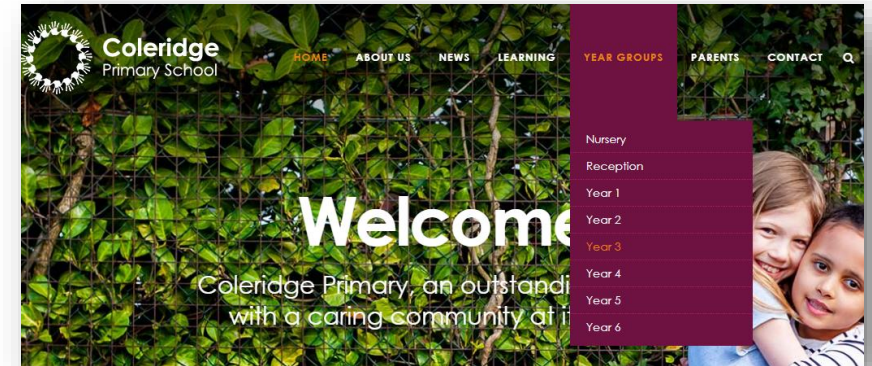 Coleridge
Primary School
HOME ABOUT US NEWS LEARNING YEAR GROUPS PARENTS CONTACT
Nursery
Reception
Year 1
Year 2
Year 3
Year 4
Year 5
Year 6
Welcome
Coleridge Primary, an outstandi
with a caring community at i